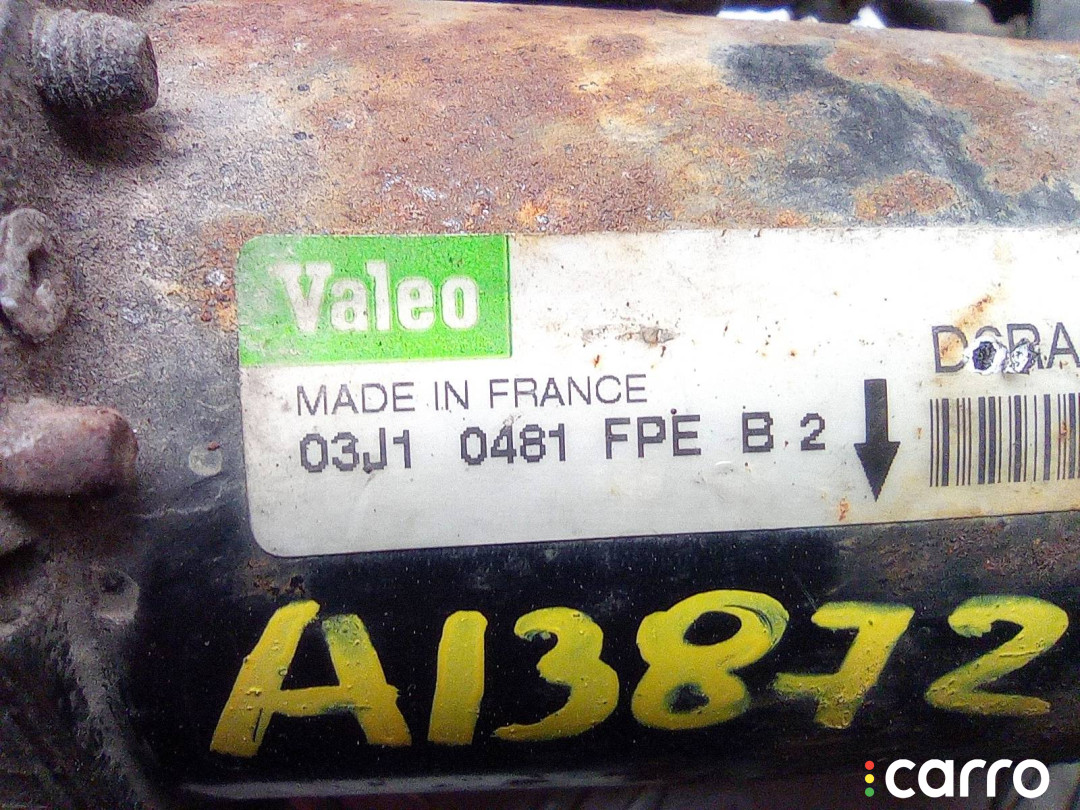 Valeo
MADE IN FRANCE
03J1 0481 FPE B 2
A13872
carro